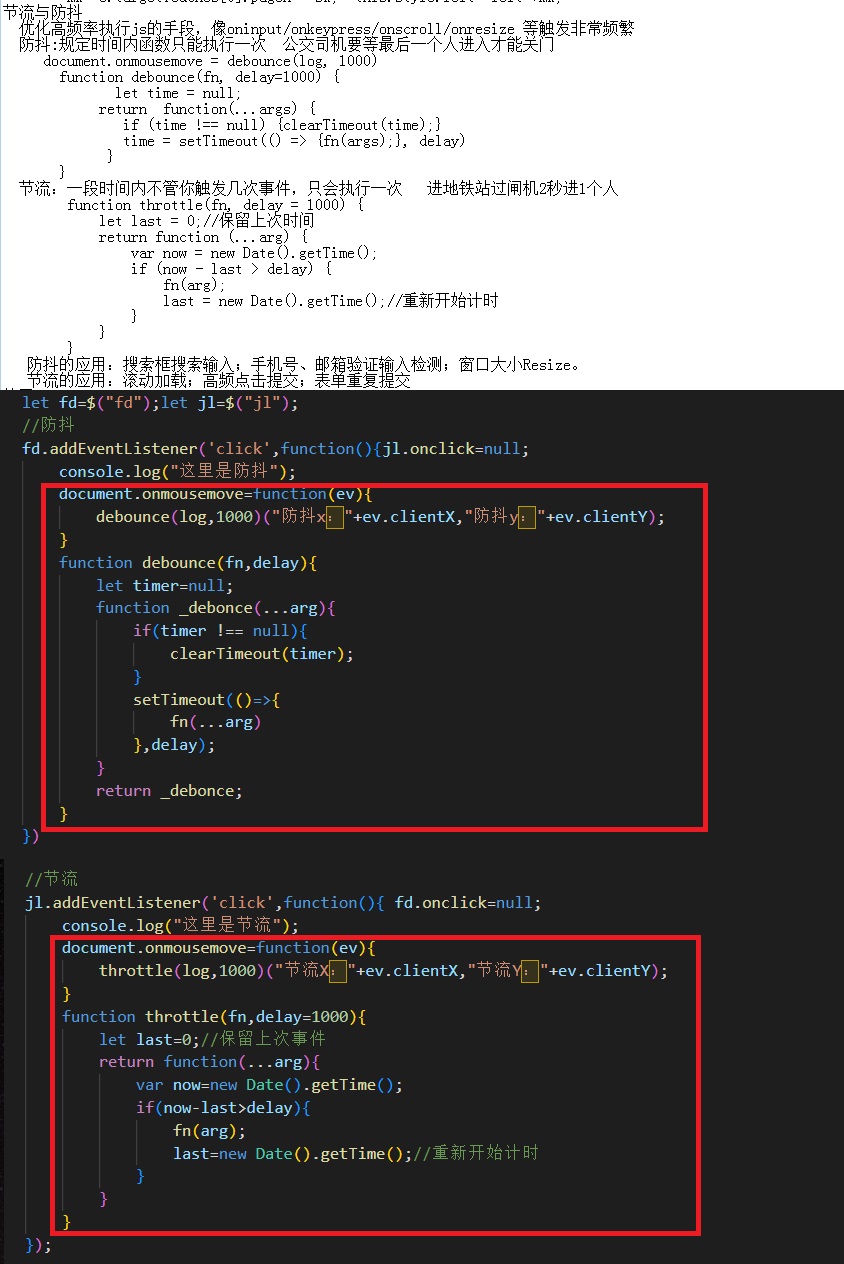 节流与防抖
优化高频率执行js的手段，像oninput/onkeypress/onscroll/onresize 等触发非常频繁
防抖:规定时间内函数只能执行一次  公交司机要等最后一个人进入才能关门
document.onmousemove = debounce(log, 1000)
function debounce(fn, delay=1000) {
let time = null;
return  function(...args) {
if (time !== null) {clearTimeout(time);}
time = setTimeout(() => {fn(args);}, delay)
}
}
节流：一段时间内不管你触发几次事件，只会执行一次   进地铁站过闸机2秒进1个人
function throttle(fn, delay = 1000) {
let last = 0;//保留上次时间
return function (...arg) {
var now = new Date().getTime();
if (now - last > delay) {
fn(arg);
last = new Date().getTime();//重新开始计时
}
}
}
防抖的应用：搜索框搜索输入；手机号、邮箱验证输入检测；窗口大小Resize。
节流的应用：滚动加载；高频点击提交；表单重复提交
let fd=$("fd");let jl=$("jl");
//防抖
fd.addEventListener('click',function(){jl.onclick=null;
console.log("这里是防抖");
document.onmousemove=function(ev){
debounce(log,1000)("防抖x："+ev.clientX,"防抖y："+ev.clientY);
}
function debounce(fn,delay){
let timer=null;
function _debonce(...arg){
if(timer !== null){
clearTimeout(timer);
}
setTimeout(()=>{
fn(...arg)
},delay);
}
return _debonce;
}
})
//节流
jl.addEventListener('click',function(){ fd.onclick=null;
console.log("这里是节流");
document.onmousemove=function(ev){
throttle(log,1000)("节流X："+ev.clientX,"节流Y："+ev.clientY);
}
function throttle(fn,delay=1000){
let last=0;//保留上次事件
return function(...arg){
var now=new Date().getTime();
if(now-last>delay){
fn(arg);
last=new Date().getTime();//重新开始计时
}
}
}
});